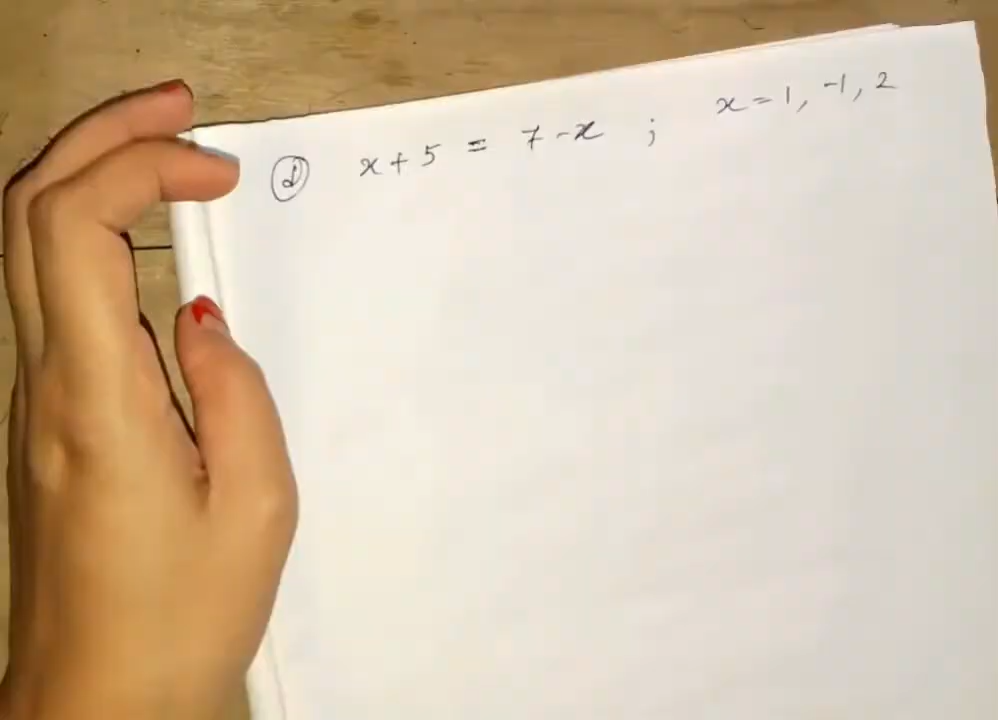 ⓓ x + 5 = 7 - x ; x = 1, -1, 2